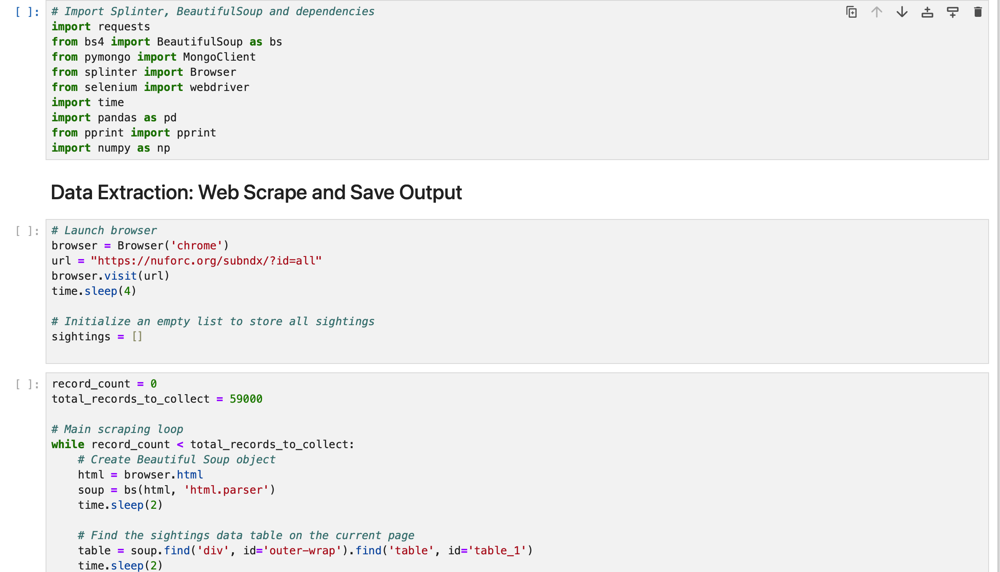 [ ]: # Import Splinter, BeautifulSoup and dependencies
import requests
from bs4 import BeautifulSoup as bs
from pymongo import MongoClient
from splinter import Browser
from selenium import webdriver
import time
import pandas as pd
from pprint import pprint
import numpy as np
Data Extraction: Web Scrape and Save Output
[ ]: # Launch browser
browser = Browser('chrome')
url = "https://nuforc.org/subndx/?id=all"
browser.visit(url)
time.sleep(4)

# Initialize an empty list to store all sightings
sightings = []

[ ]: record_count = 0
total_records_to_collect = 59000

# Main scraping loop
while record_count < total_records_to_collect:
    # Create Beautiful Soup object
    html = browser.html
    soup = bs(html, 'html.parser')
    time.sleep(2)

    # Find the sightings data table on the current page
    table = soup.find('div', id='outer-wrap').find('table', id='table_1')
    time.sleep(2)